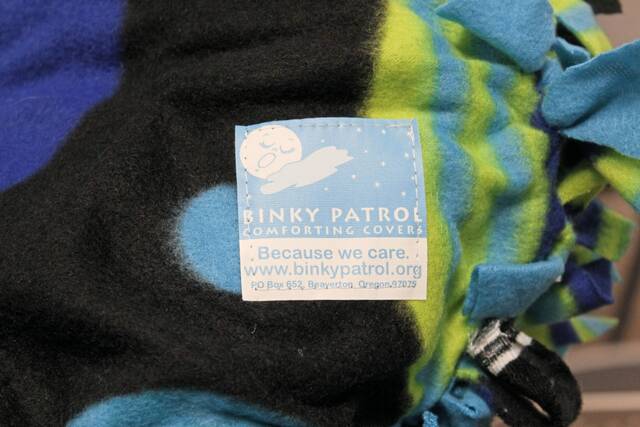 BINKY PATROL
COMFORTING COVERS
Because we care.
www.binkypatrol.org
PO Box 652, Beaverton, Oregon 97075